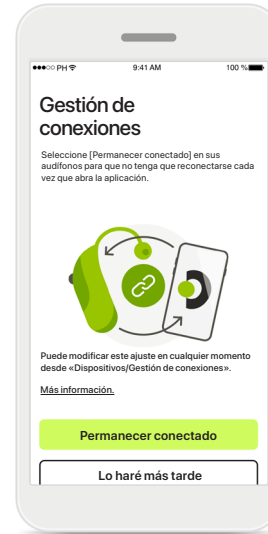 ●●●○○ PH 9:41 AM 100 %
Gestión de
conexiones
Seleccione [Permanecer conectado] en sus
audífonos para que no tenga que reconectarse cada
vez que abra la aplicación.
Puede modificar este ajuste en cualquier momento
desde «Dispositivos/Gestión de conexiones».
Más información.
Permanecer conectado
Lo haré más tarde